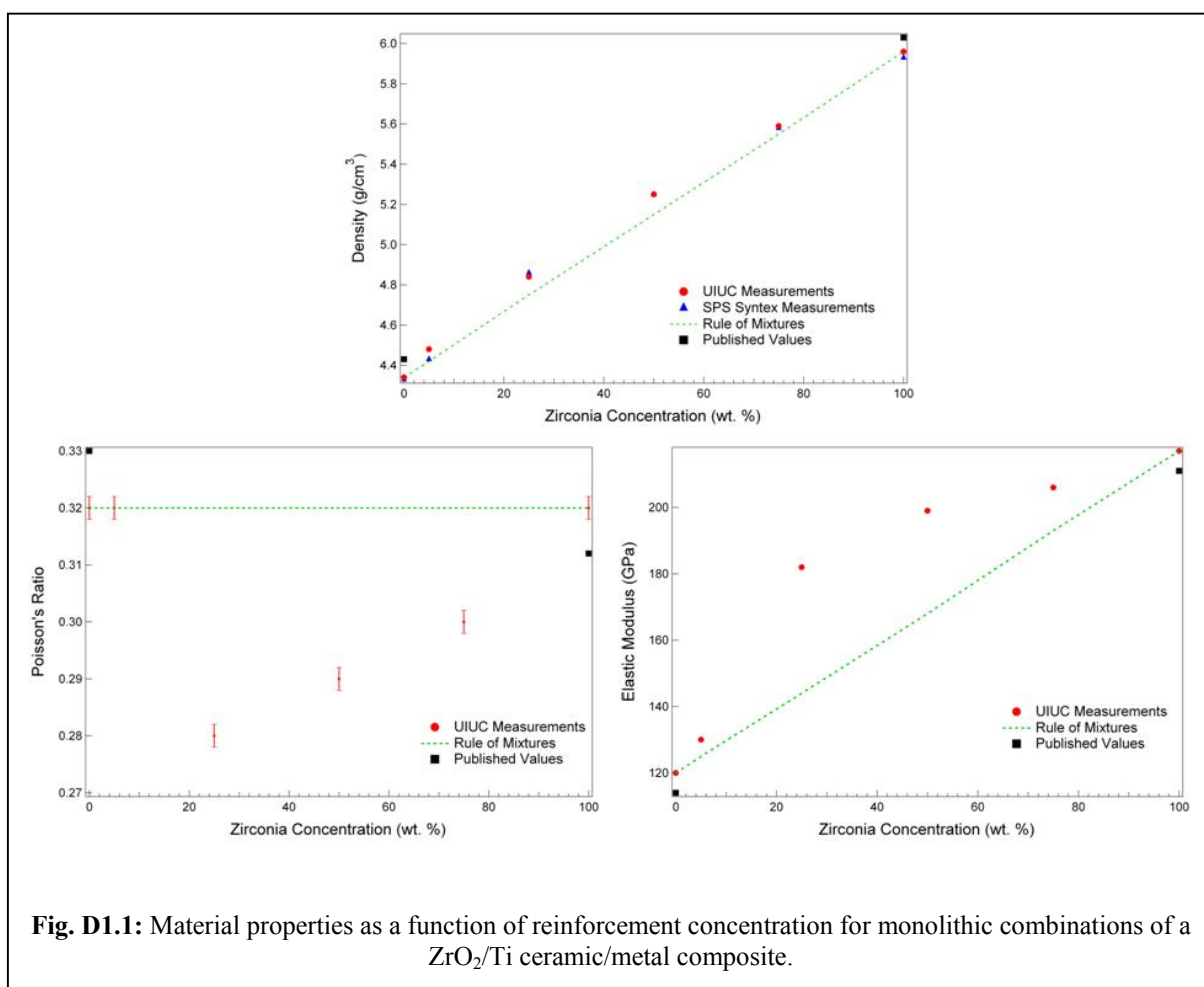 6.0
5.8
5.6
5.4
5.2
5.0
4.8
4.6
4.4
Density (g/cm³)
UIUC Measurements
SPS Syntex Measurements
Rule of Mixtures
Published Values
0 20 40 60 80 100
Zirconia Concentration (wt. %)
0.33
0.32
0.31
0.30
0.29
0.28
0.27
Poisson's Ratio
UIUC Measurements
Rule of Mixtures
Published Values
0 20 40 60 80 100
Zirconia Concentration (wt. %)
200
180
160
140
120
Elastic Modulus (GPa)
UIUC Measurements
Rule of Mixtures
Published Values
0 20 40 60 80 100
Zirconia Concentration (wt. %)
Fig. D1.1: Material properties as a function of reinforcement concentration for monolithic combinations of a
ZrO₂/Ti ceramic/metal composite.